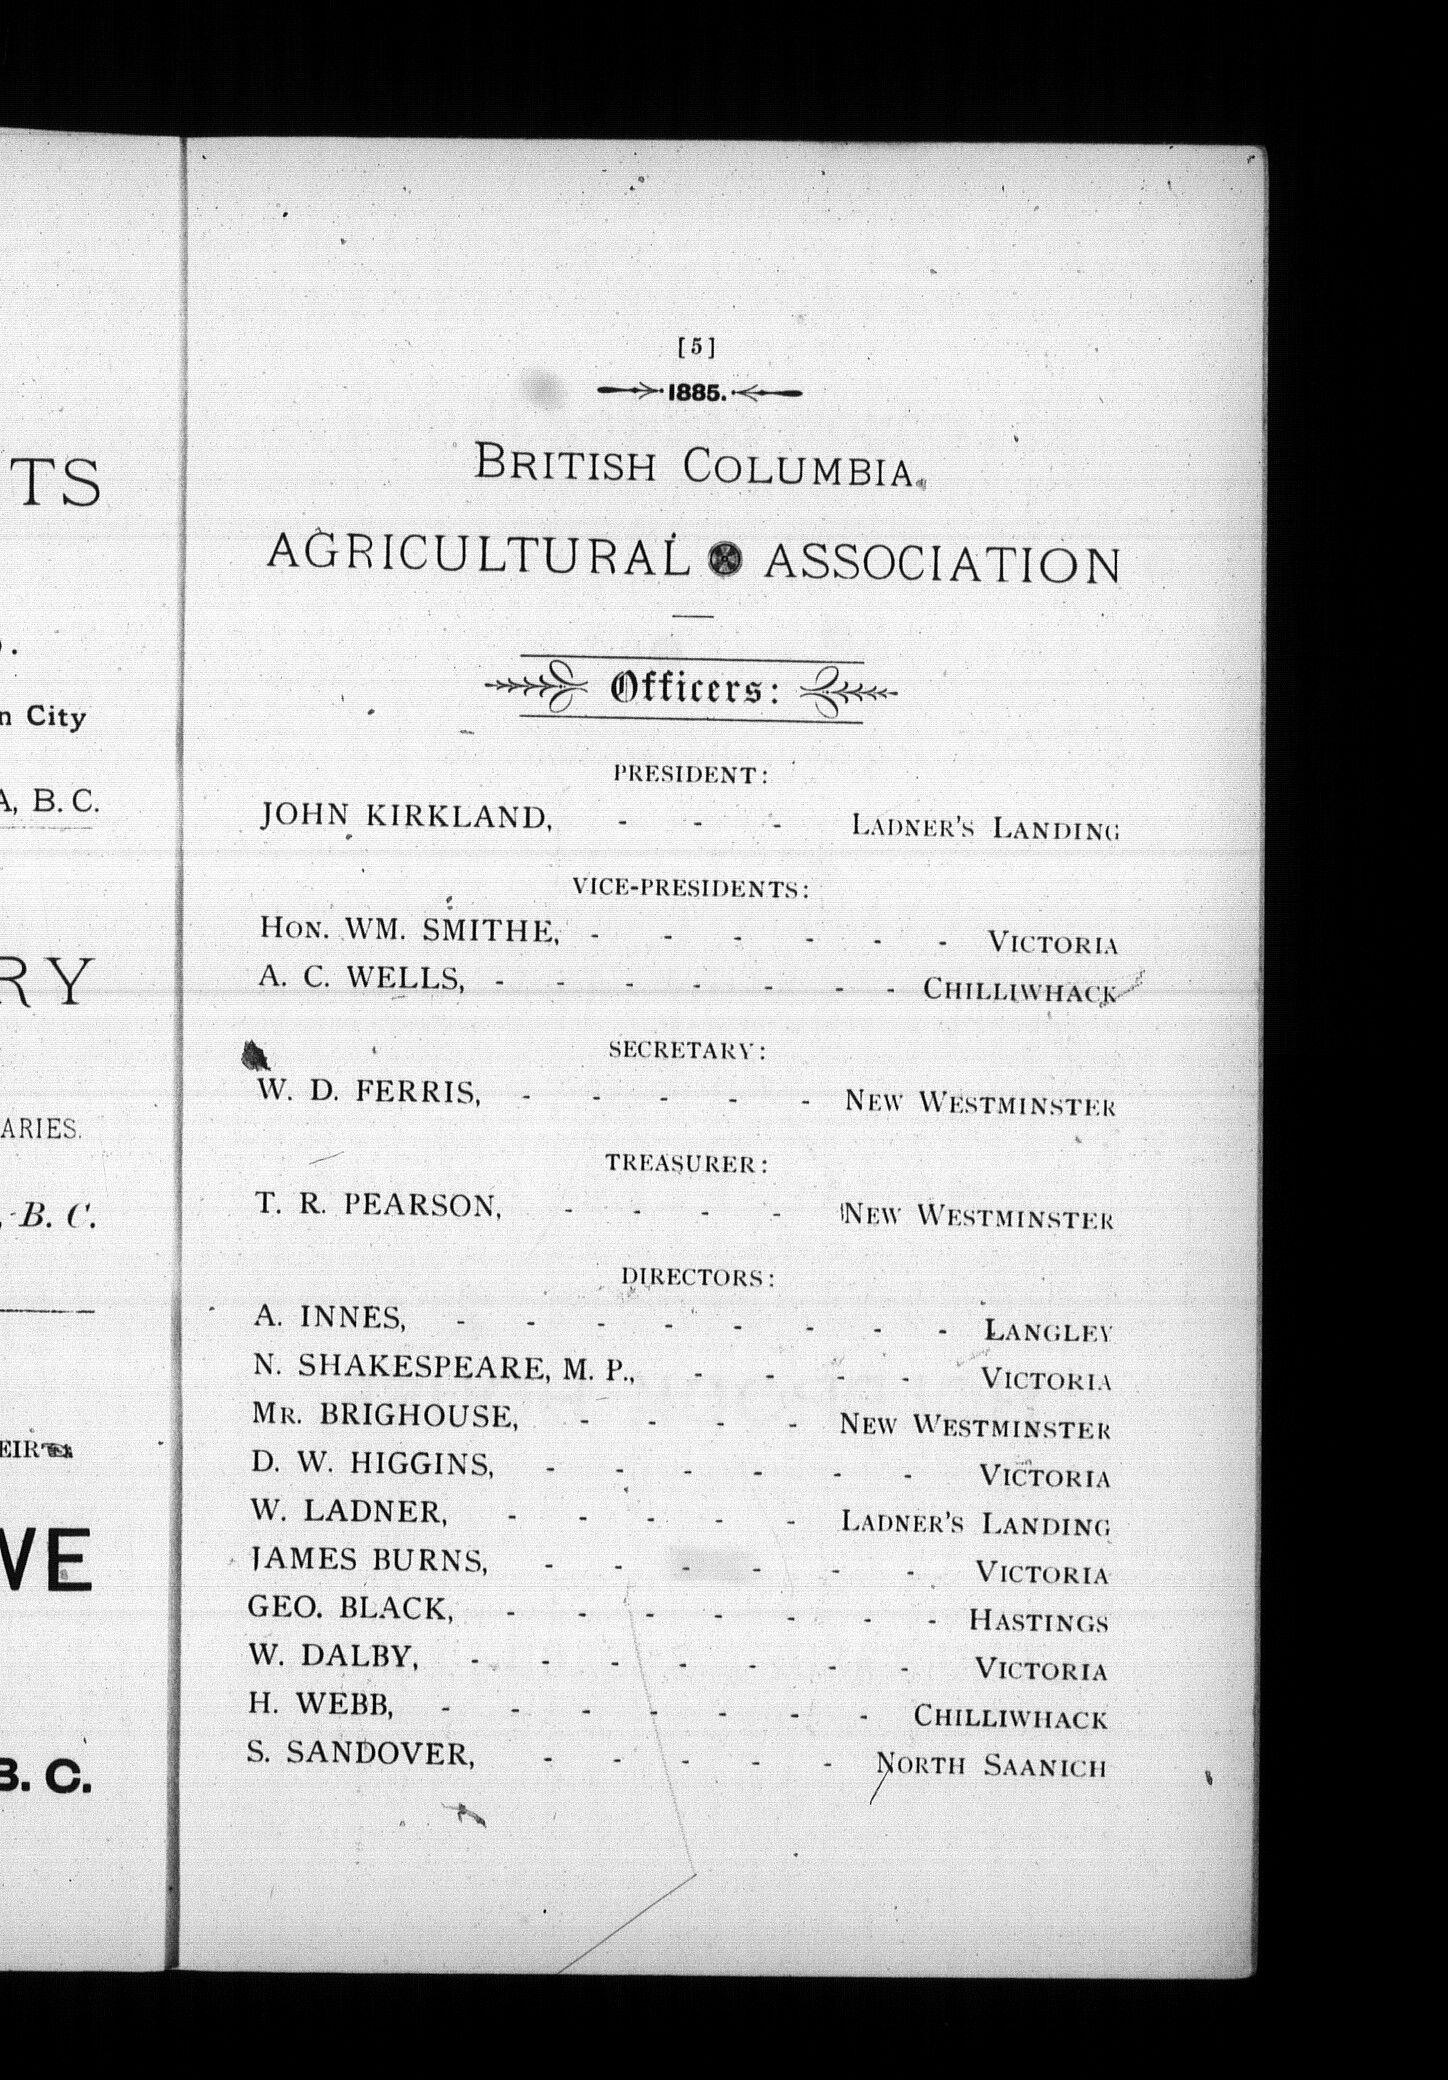 [5]
1885.
BRITISH COLUMBIA
AGRICULTURAL ASSOCIATION
Officers:
PRESIDENT:
JOHN KIRKLAND, - - - LADNER'S LANDING
VICE-PRESIDENTS:
HON. WM. SMITHE, - - - - - - VICTORIA
A. C. WELLS, - - - - - - - CHILLIWHACK
SECRETARY:
W. D. FERRIS, - - - - - NEW WESTMINSTER
TREASURER:
T. R. PEARSON, - - - - NEW WESTMINSTER
DIRECTORS:
A. INNES, - - - - - - - - LANGLEY
N. SHAKESPEARE, M. P., - - - - VICTORIA
MR. BRIGHOUSE, - - - - NEW WESTMINSTER
D. W. HIGGINS, - - - - - - VICTORIA
W. LADNER, - - - - - LADNER'S LANDING
JAMES BURNS, - - - - - - VICTORIA
GEO. BLACK, - - - - - - - HASTINGS
W. DALBY, - - - - - - - VICTORIA
H. WEBB, - - - - - - - CHILLIWHACK
S. SANDOVER, - - - - - NORTH SAANICH
TS
n City
A, B. C.
RY
ARIES.
B. C.
EIR
VE
B. C.